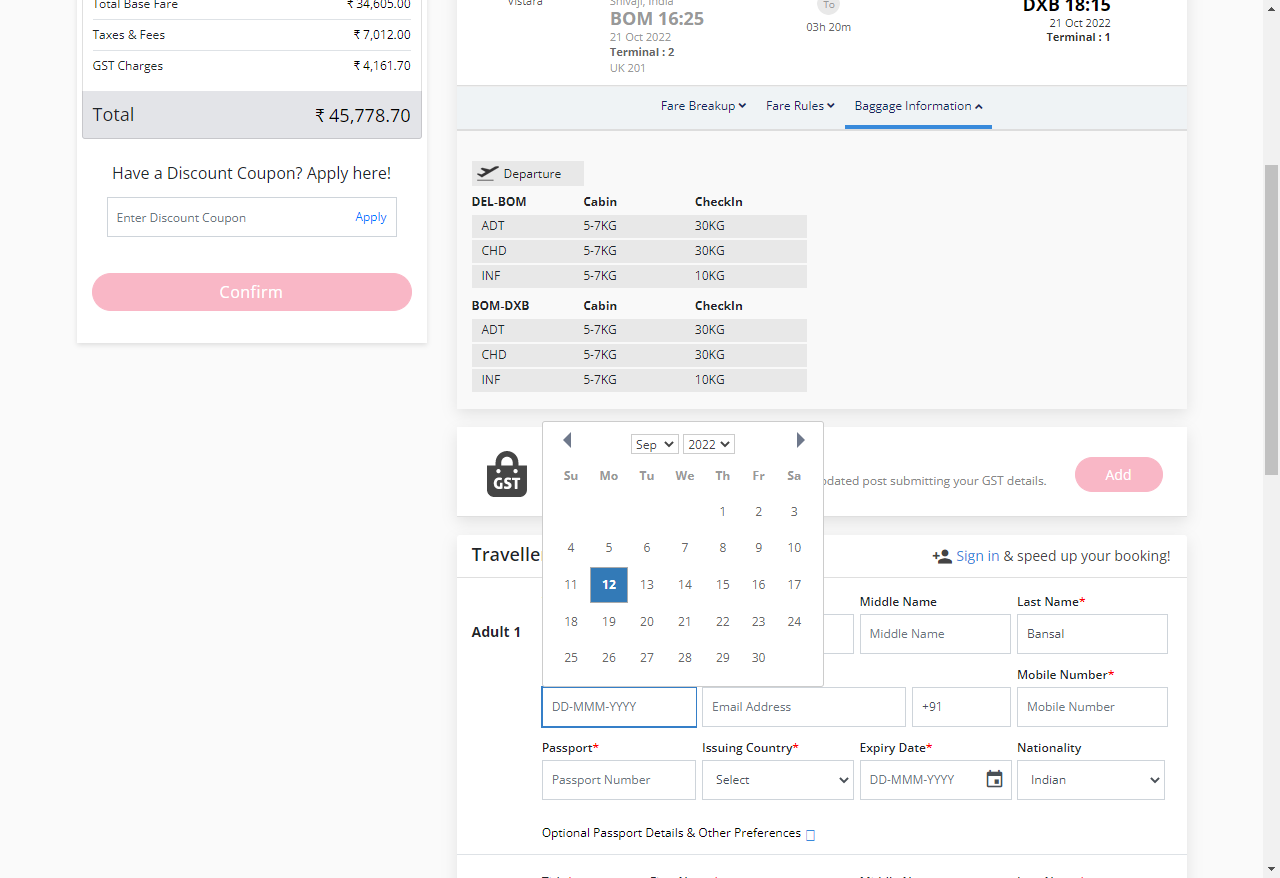 Total Base Fare ₹ 34,605.00
Taxes & Fees ₹ 7,012.00
GST Charges ₹ 4,161.70
Total ₹ 45,778.70
Have a Discount Coupon? Apply here!
Enter Discount Coupon Apply
Confirm
Vistara
Shivaji, India
BOM 16:25
21 Oct 2022
Terminal : 2
UK 201
To
03h 20m
DXB 18:15
21 Oct 2022
Terminal : 1
Fare Breakup Fare Rules Baggage Information
Departure
DEL-BOM Cabin CheckIn
ADT 5-7KG 30KG
CHD 5-7KG 30KG
INF 5-7KG 10KG
BOM-DXB Cabin CheckIn
ADT 5-7KG 30KG
CHD 5-7KG 30KG
INF 5-7KG 10KG
GST
pdated post submitting your GST details.
Add
Sep 2022
Su Mo Tu We Th Fr Sa
1 2 3
4 5 6 7 8 9 10
11 12 13 14 15 16 17
18 19 20 21 22 23 24
25 26 27 28 29 30
Travelle
Sign in & speed up your booking!
Adult 1
Middle Name Last Name*
Middle Name Bansal
Mobile Number*
DD-MMM-YYYY Email Address +91 Mobile Number
Passport* Issuing Country* Expiry Date* Nationality
Passport Number Select DD-MMM-YYYY Indian
Optional Passport Details & Other Preferences